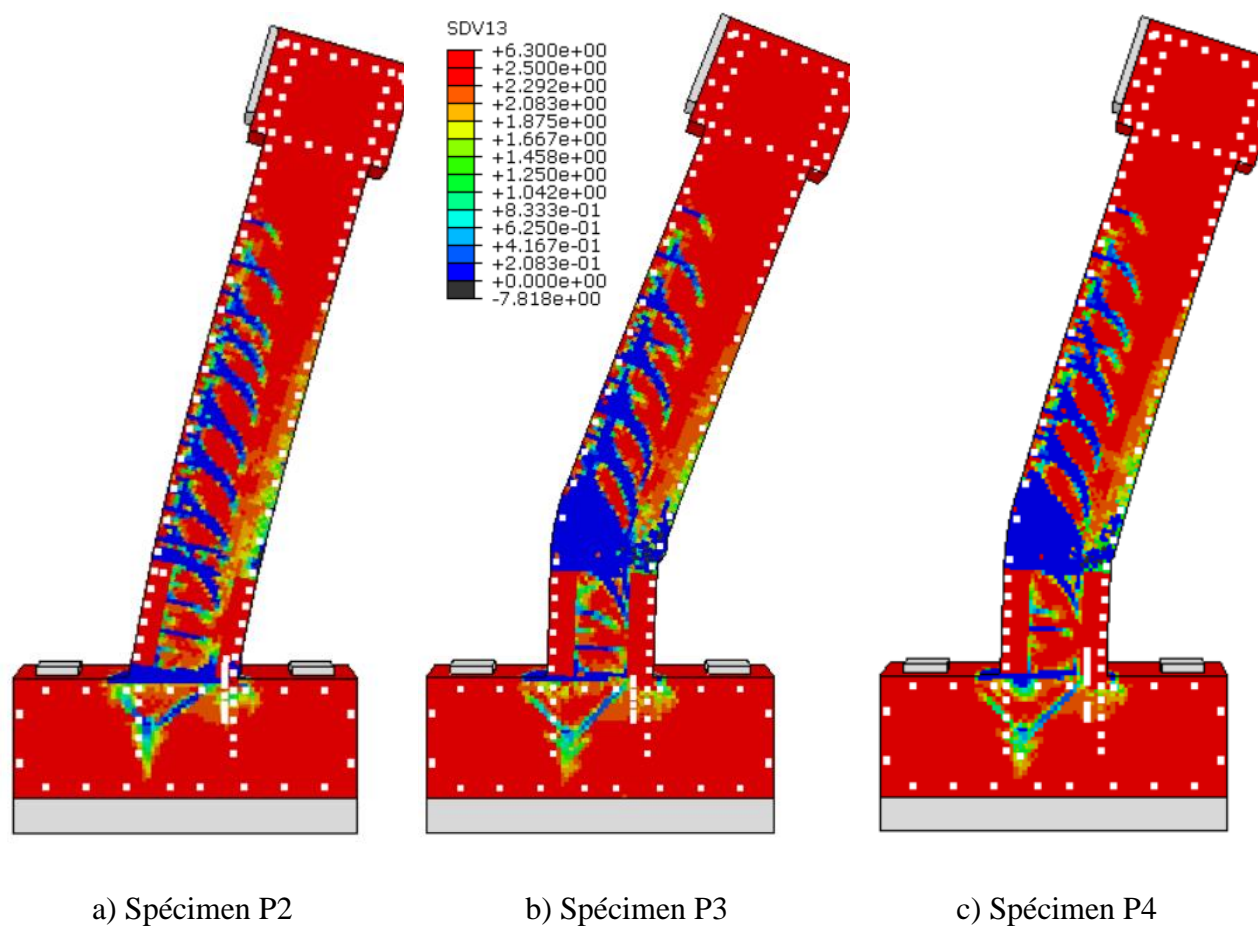 SDV13
+6.300e+00
+2.500e+00
+2.292e+00
+2.083e+00
+1.875e+00
+1.667e+00
+1.458e+00
+1.250e+00
+1.042e+00
+8.333e-01
+6.250e-01
+4.167e-01
+2.083e-01
+0.000e+00
-7.818e+00
a) Spécimen P2
b) Spécimen P3
c) Spécimen P4